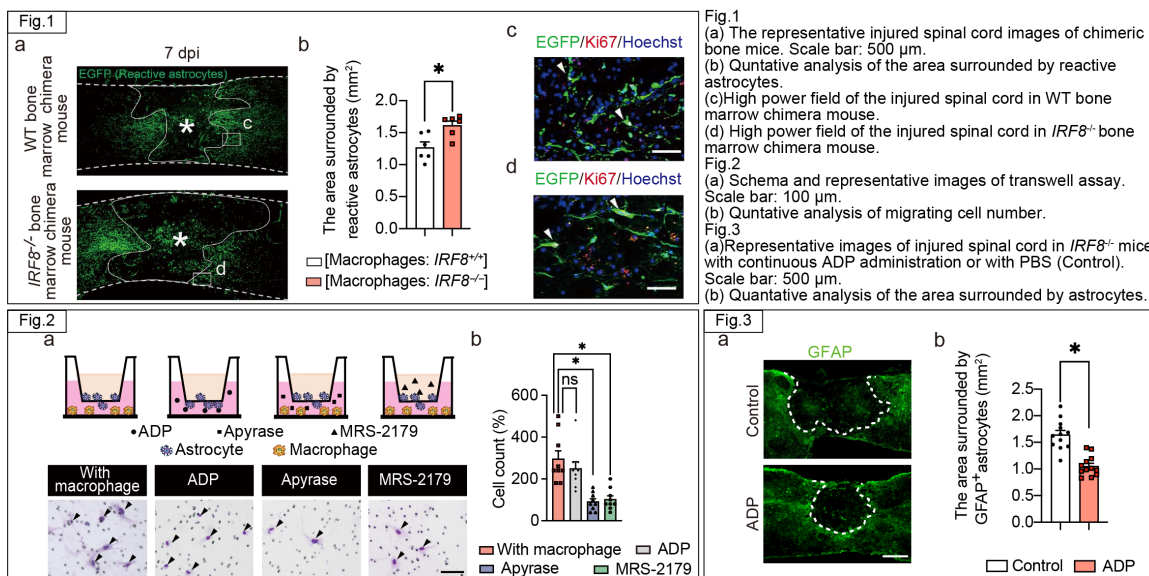 Fig.1
a
7 dpi
EGFP (Reactive astrocytes)
WT bone
marrow chimera
mouse
c
IRF8-/- bone
marrow chimera
mouse
d
b
The area surrounded by
reactive astrocytes (mm2)
*
2.0
1.5
1.0
0.5
0.0
[Macrophages: IRF8+/+]
[Macrophages: IRF8-/-]
c
EGFP/Ki67/Hoechst
d
EGFP/Ki67/Hoechst
Fig.1
(a) The representative injured spinal cord images of chimeric
bone mice. Scale bar: 500 µm.
(b) Quntative analysis of the area surrounded by reactive
astrocytes.
(c)High power field of the injured spinal cord in WT bone
marrow chimera mouse.
(d) High power field of the injured spinal cord in IRF8-/- bone
marrow chimera mouse.
Fig.2
(a) Schema and representative images of transwell assay.
Scale bar: 100 µm.
(b) Quntative analysis of migrating cell number.
Fig.3
(a)Representative images of injured spinal cord in IRF8-/- mice
with continuous ADP administration or with PBS (Control).
Scale bar: 500 µm.
(b) Quantative analysis of the area surrounded by astrocytes.
Fig.2
a
ADP
Apyrase
MRS-2179
Astrocyte
Macrophage
With
macrophage
ADP
Apyrase
MRS-2179
b
Cell count (%)
600
400
200
0
ns
*
*
With macrophage
ADP
Apyrase
MRS-2179
Fig.3
a
GFAP
Control
ADP
b
The area surrounded by
GFAP+ astrocytes (mm2)
*
2.5
2.0
1.5
1.0
0.5
0.0
Control
ADP